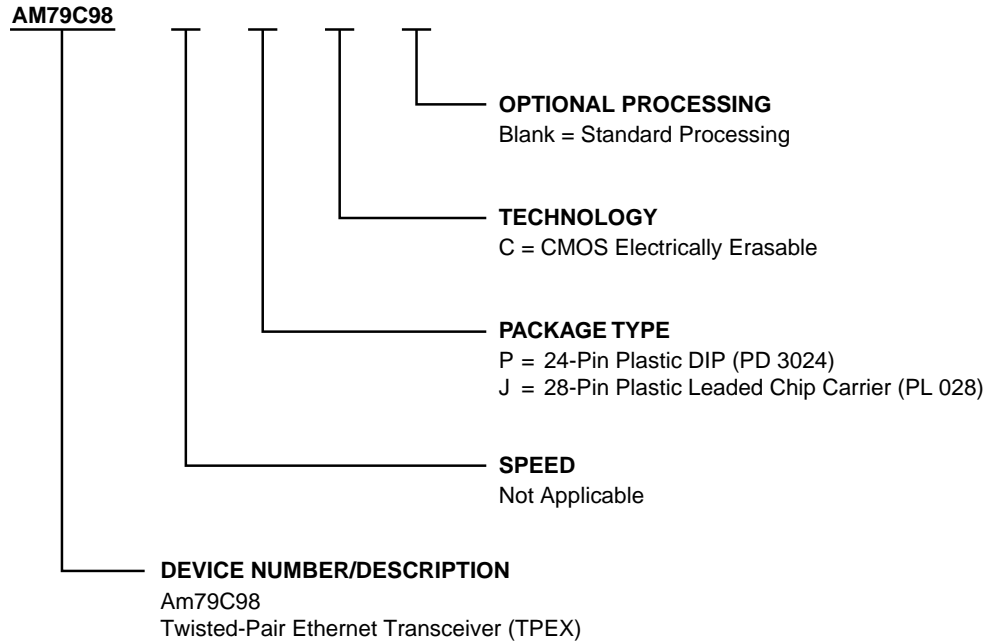 AM79C98
OPTIONAL PROCESSING
Blank = Standard Processing
TECHNOLOGY
C = CMOS Electrically Erasable
PACKAGE TYPE
P = 24-Pin Plastic DIP (PD 3024)
J = 28-Pin Plastic Leaded Chip Carrier (PL 028)
SPEED
Not Applicable
DEVICE NUMBER/DESCRIPTION
Am79C98
Twisted-Pair Ethernet Transceiver (TPEX)